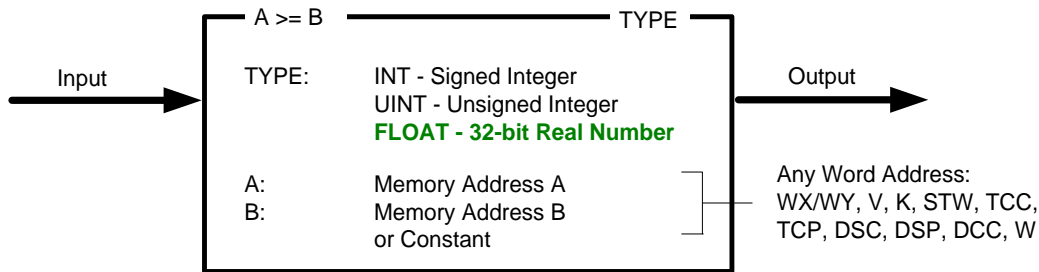 A >= B TYPE
Input
TYPE: INT - Signed Integer
UINT - Unsigned Integer
FLOAT - 32-bit Real Number
Output
A: Memory Address A
B: Memory Address B
or Constant
Any Word Address:
WX/WY, V, K, STW, TCC,
TCP, DSC, DSP, DCC, W